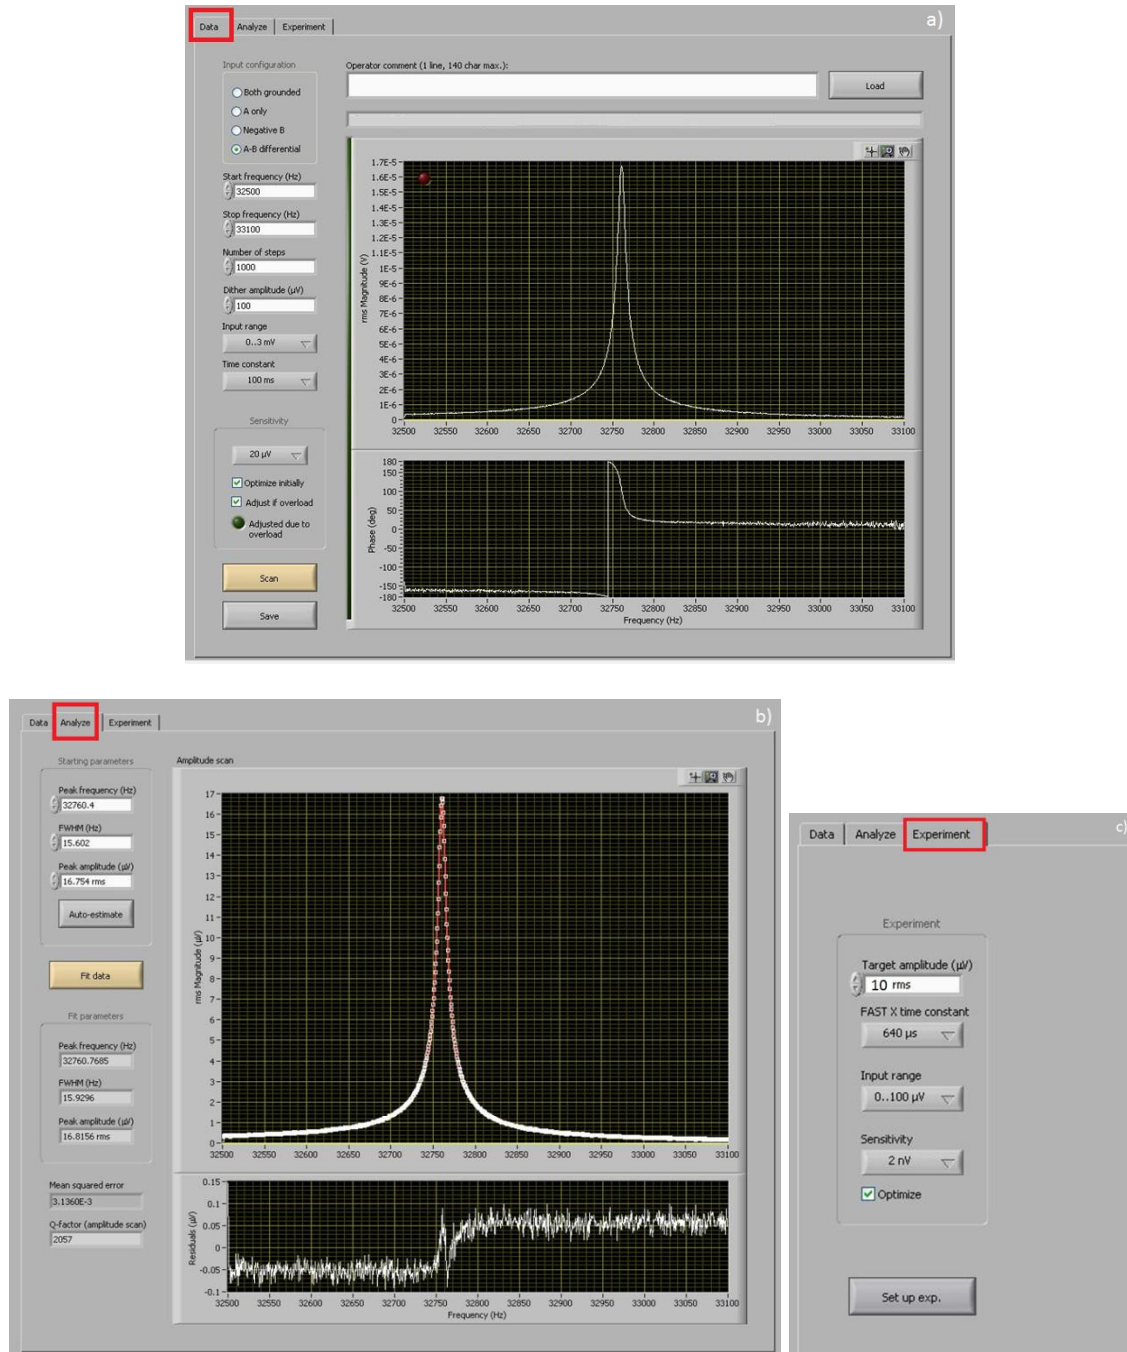 a)
Data Analyze Experiment
Input configuration
Both grounded
A only
Negative B
A-B differential
Start frequency (Hz)
32500
Stop frequency (Hz)
33100
Number of steps
1000
Dither amplitude (µV)
100
Input range
0..3 mV
Time constant
100 ms
Sensitivity
20 µV
Optimize initially
Adjust if overload
Adjusted due to
overload
Scan
Save
Operator comment (1 line, 140 char max.):
Load
rms Magnitude (V)
1.7E-5
1.6E-5
1.5E-5
1.4E-5
1.3E-5
1.2E-5
1.1E-5
1E-5
9E-6
8E-6
7E-6
6E-6
5E-6
4E-6
3E-6
2E-6
1E-6
0
32500 32550 32600 32650 32700 32750 32800 32850 32900 32950 33000 33050 33100
Phase (deg)
180
150
100
50
0
-50
-100
-150
-180
32500 32550 32600 32650 32700 32750 32800 32850 32900 32950 33000 33050 33100
Frequency (Hz)
b)
Data Analyze Experiment
Starting parameters
Peak frequency (Hz)
32760.4
FWHM (Hz)
15.602
Peak amplitude (µV)
16.754 rms
Auto-estimate
Fit data
Fit parameters
Peak frequency (Hz)
32760.7685
FWHM (Hz)
15.9296
Peak amplitude (µV)
16.8156 rms
Mean squared error
3.1360E-3
Q-factor (amplitude scan)
2057
Amplitude scan
rms Magnitude (µV)
17
16
15
14
13
12
11
10
9
8
7
6
5
4
3
2
1
0
32500 32550 32600 32650 32700 32750 32800 32850 32900 32950 33000 33050 33100
Residuals (µV)
0.15
0.1
0.05
0
-0.05
-0.1
32500 32550 32600 32650 32700 32750 32800 32850 32900 32950 33000 33050 33100
Frequency (Hz)
c)
Data Analyze Experiment
Experiment
Target amplitude (µV)
10 rms
FAST X time constant
640 µs
Input range
0..100 µV
Sensitivity
2 nV
Optimize
Set up exp.